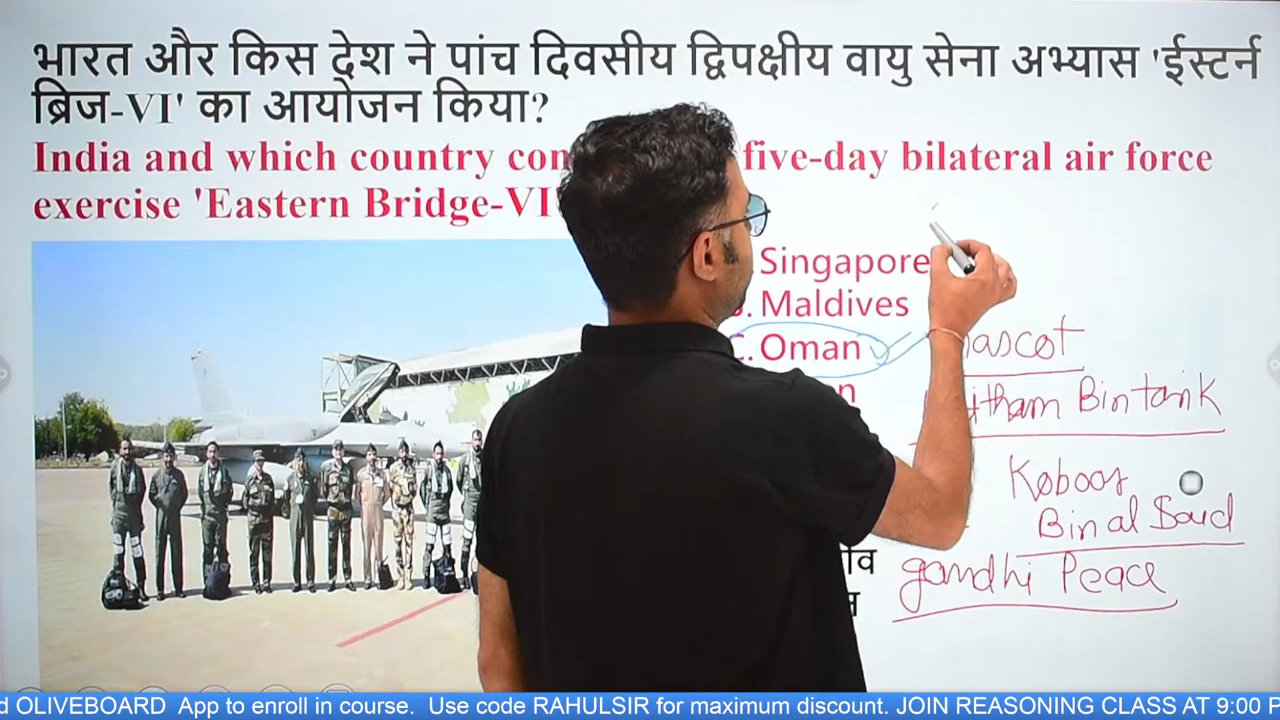 भारत और किस देश ने पांच दिवसीय द्विपक्षीय वायु सेना अभ्यास 'ईस्टर्न
ब्रिज-VI' का आयोजन किया?
India and which country five-day bilateral air force
exercise 'Eastern Bridge-VI
Singapore
Maldives
C. Oman
Bin tarik
Kaboos
Bin al Said
gandhi Peace
OLIVEBOARD App to enroll in course. Use code RAHULSIR for maximum discount. JOIN REASONING CLASS AT 9:00